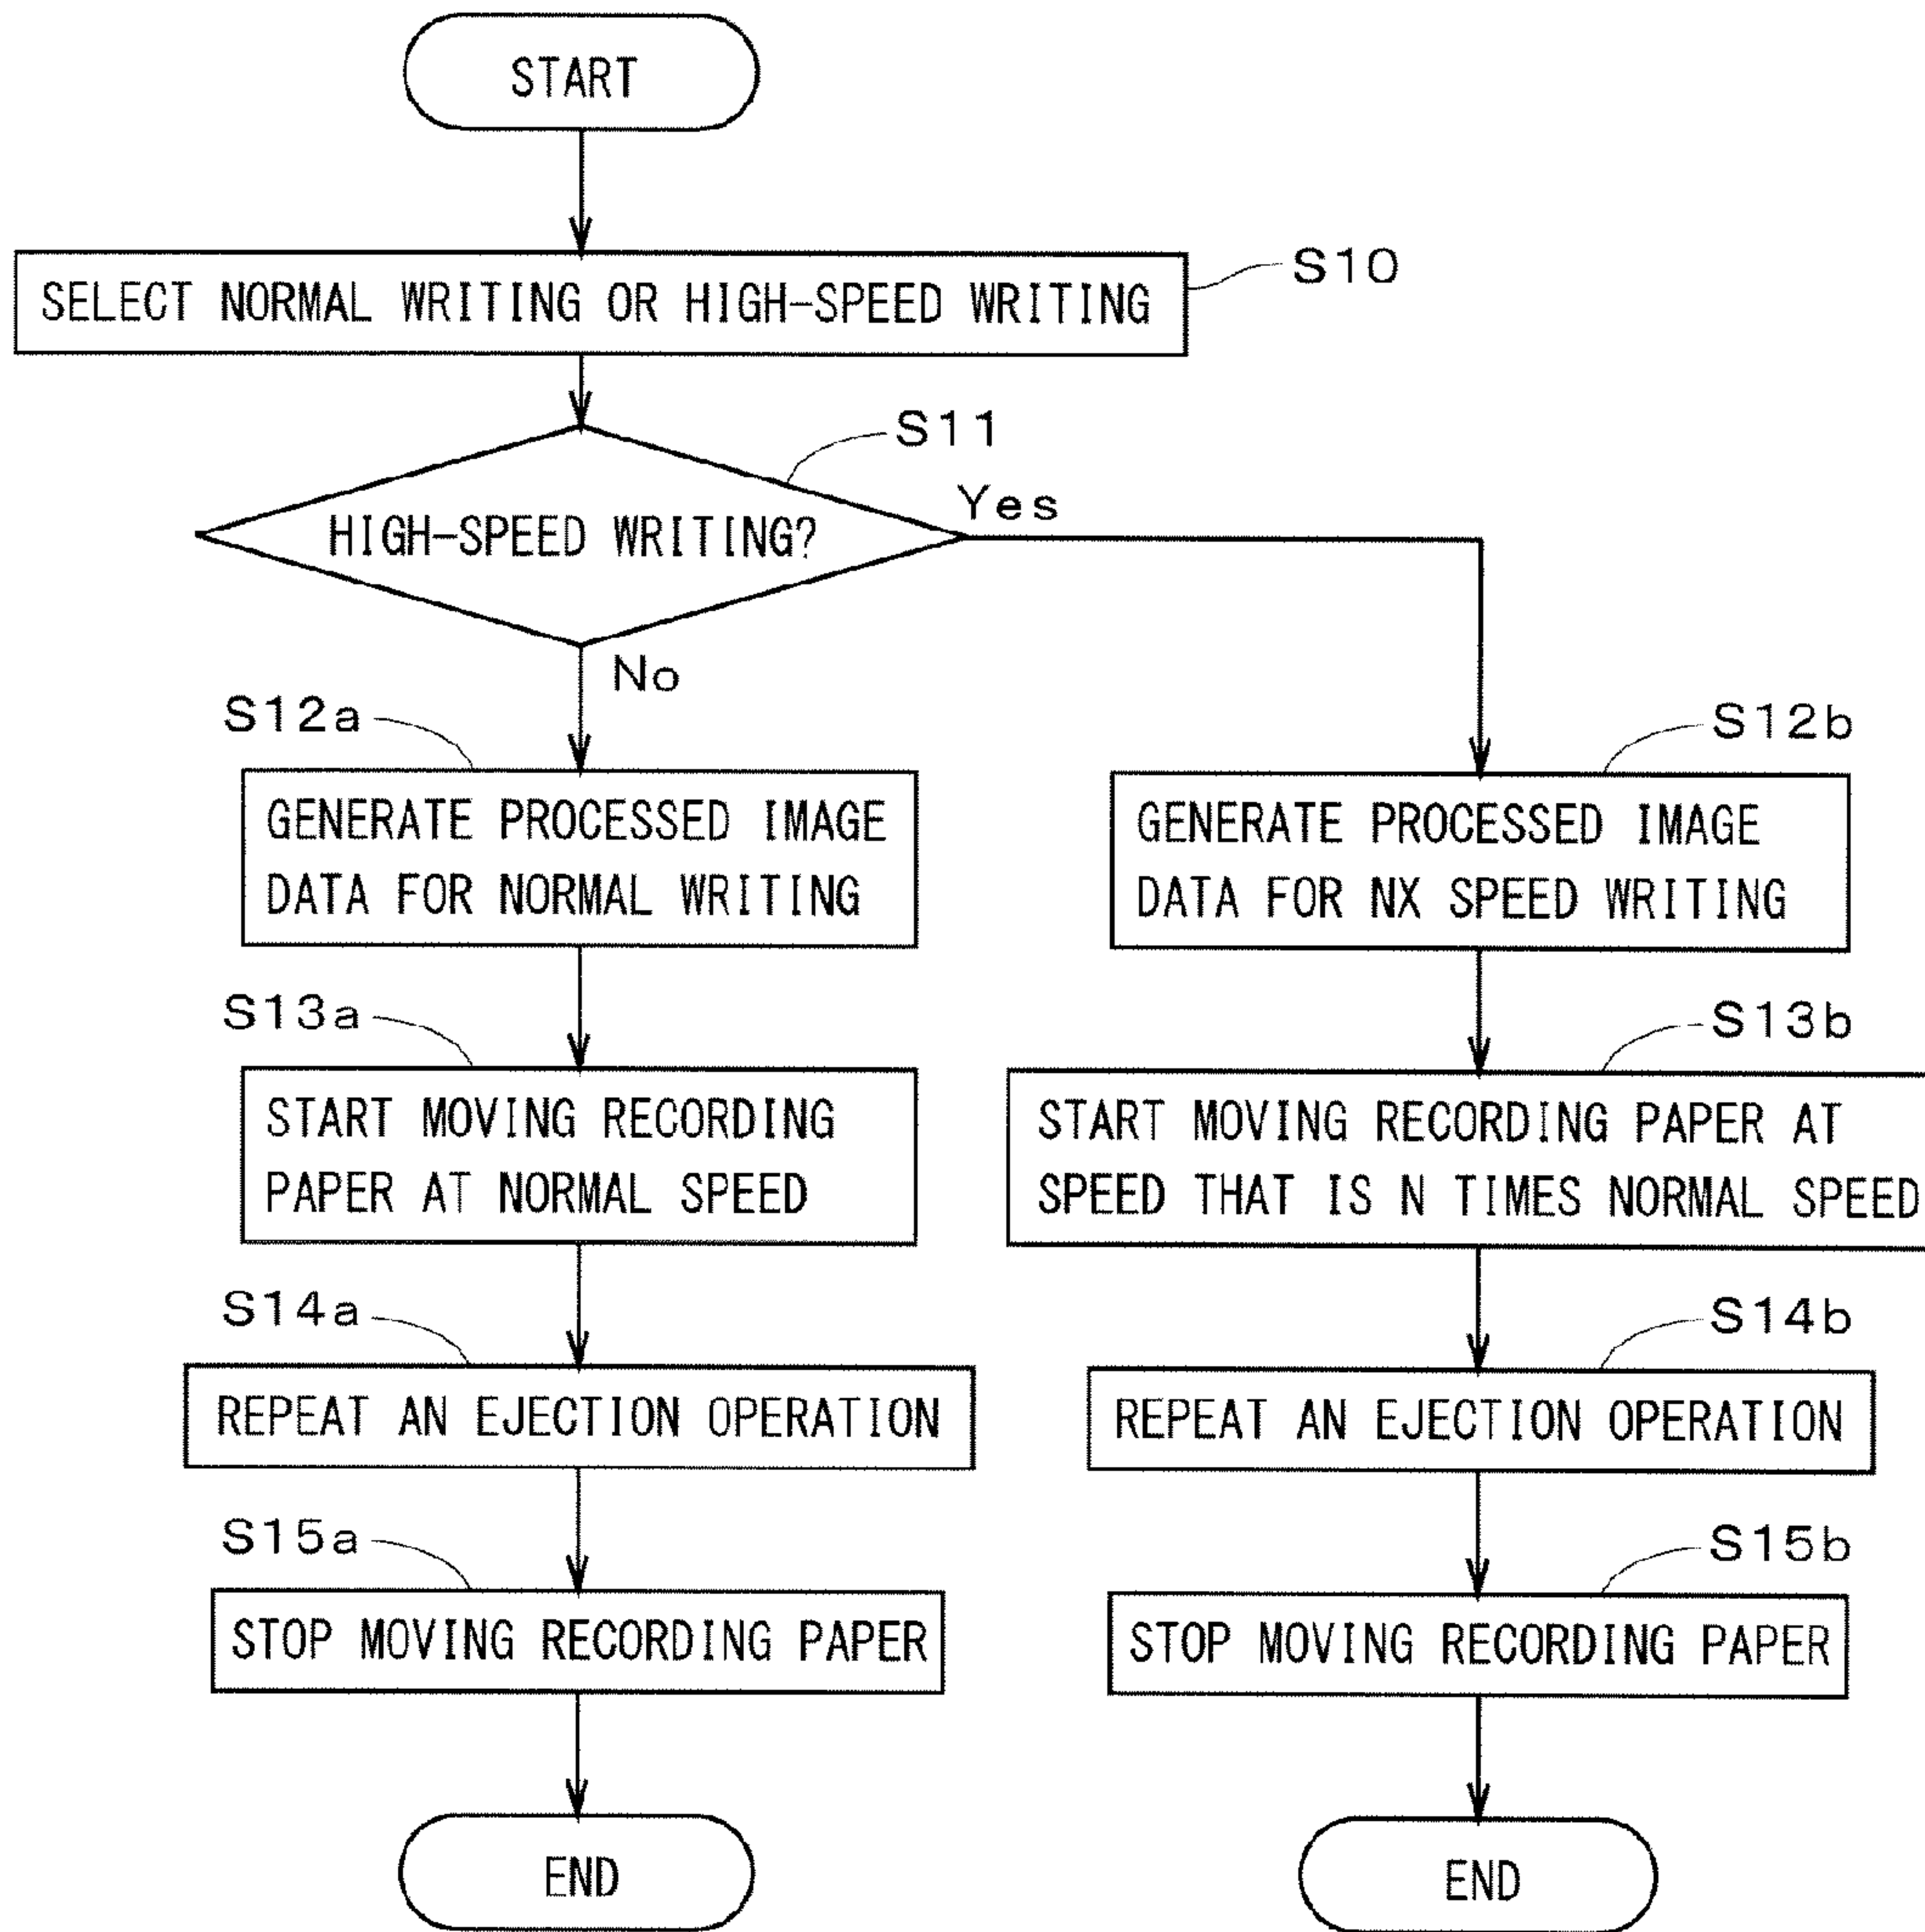 START
S10
SELECT NORMAL WRITING OR HIGH-SPEED WRITING
S11
HIGH-SPEED WRITING?
Yes
No
S12a
GENERATE PROCESSED IMAGE
DATA FOR NORMAL WRITING
S13a
START MOVING RECORDING
PAPER AT NORMAL SPEED
S14a
REPEAT AN EJECTION OPERATION
S15a
STOP MOVING RECORDING PAPER
END
S12b
GENERATE PROCESSED IMAGE
DATA FOR NX SPEED WRITING
S13b
START MOVING RECORDING PAPER AT
SPEED THAT IS N TIMES NORMAL SPEED
S14b
REPEAT AN EJECTION OPERATION
S15b
STOP MOVING RECORDING PAPER
END